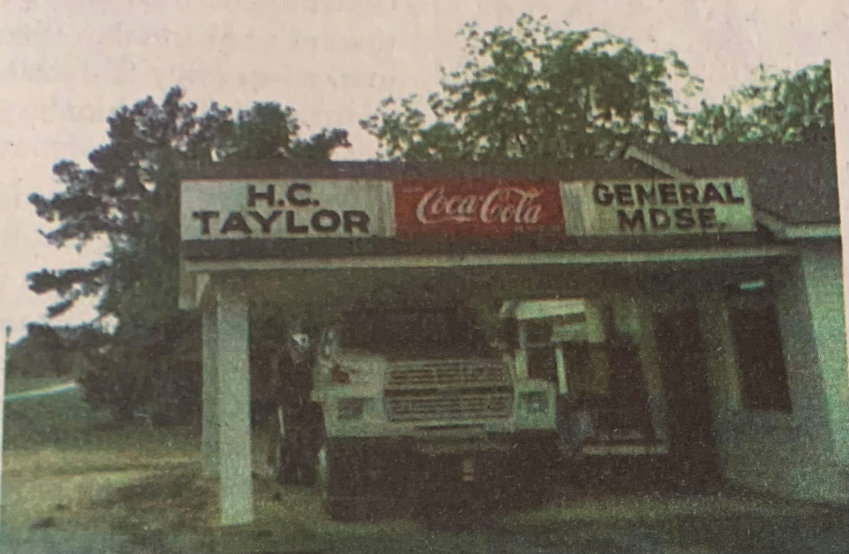 H.C.
TAYLOR
Coca-Cola
GENERAL
MDSE.